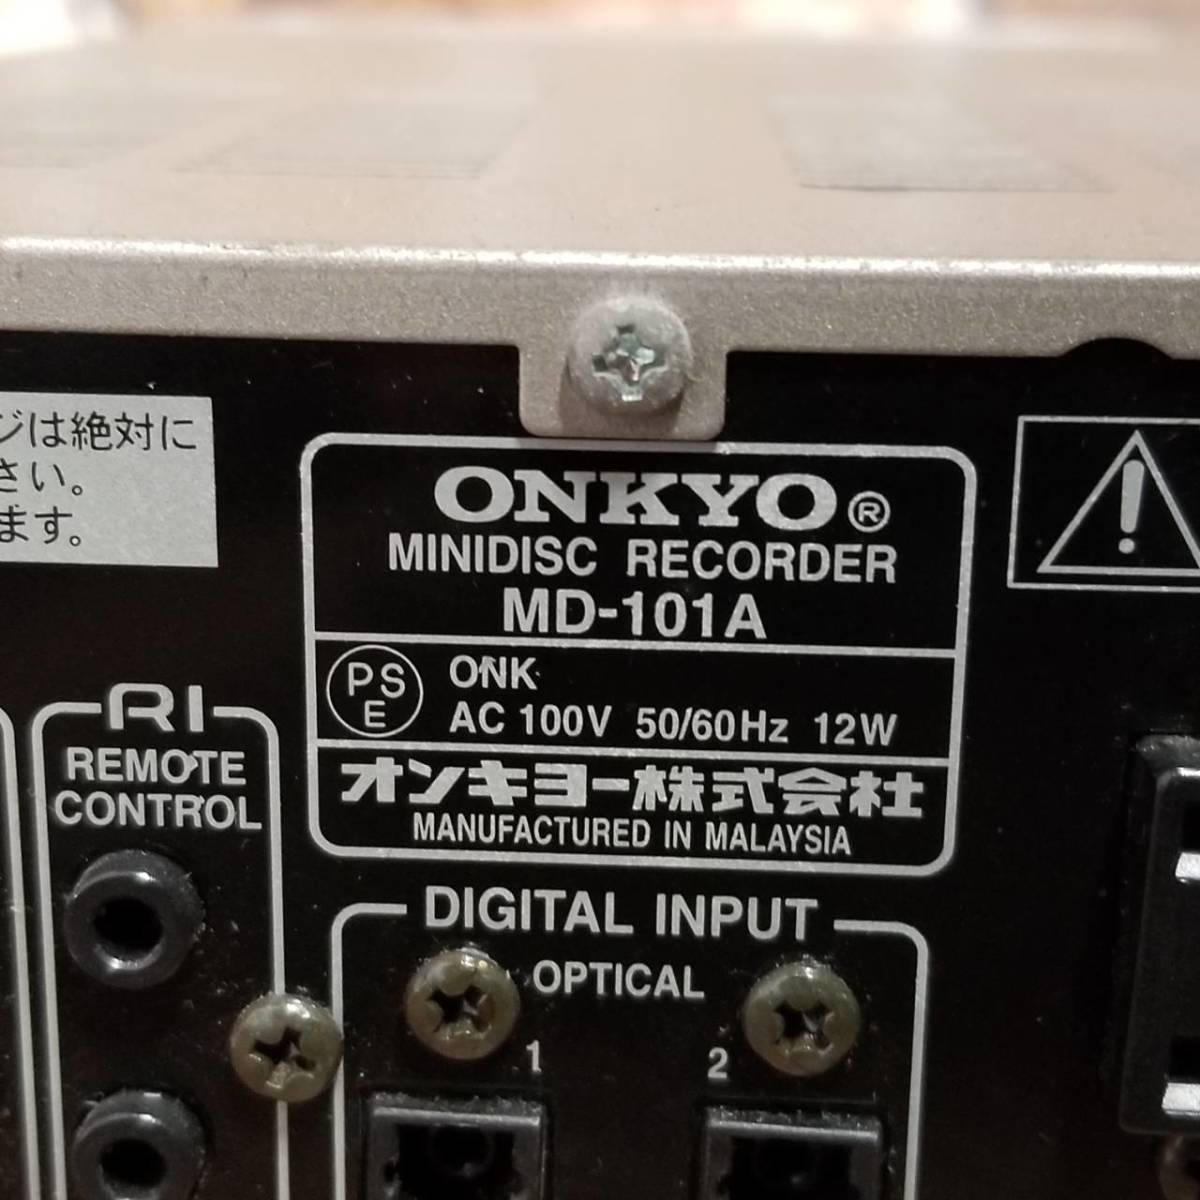 ジは絶対に
さい。
ます。
ONKYO®
MINIDISC RECORDER
MD-101A
PSE
ONK
AC 100V 50/60Hz 12W
オンキヨー株式会社
MANUFACTURED IN MALAYSIA
RI
REMOTE
CONTROL
DIGITAL INPUT
OPTICAL
1 2